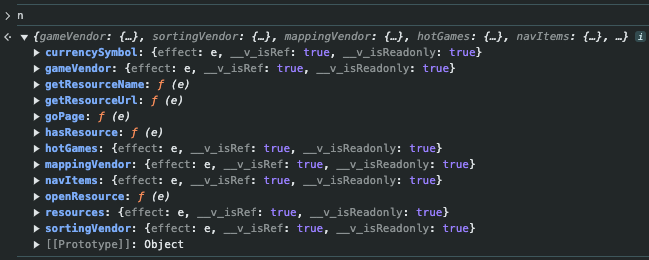 > n
{gameVendor: {…}, sortingVendor: {…}, mappingVendor: {…}, hotGames: {…}, navItems: {…}, …} i
currencySymbol: {effect: e, __v_isRef: true, __v_isReadonly: true}
gameVendor: {effect: e, __v_isRef: true, __v_isReadonly: true}
getResourceName: ƒ (e)
getResourceUrl: ƒ (e)
goPage: ƒ (e)
hasResource: ƒ (e)
hotGames: {effect: e, __v_isRef: true, __v_isReadonly: true}
mappingVendor: {effect: e, __v_isRef: true, __v_isReadonly: true}
navItems: {effect: e, __v_isRef: true, __v_isReadonly: true}
openResource: ƒ (e)
resources: {effect: e, __v_isRef: true, __v_isReadonly: true}
sortingVendor: {effect: e, __v_isRef: true, __v_isReadonly: true}
[[Prototype]]: Object